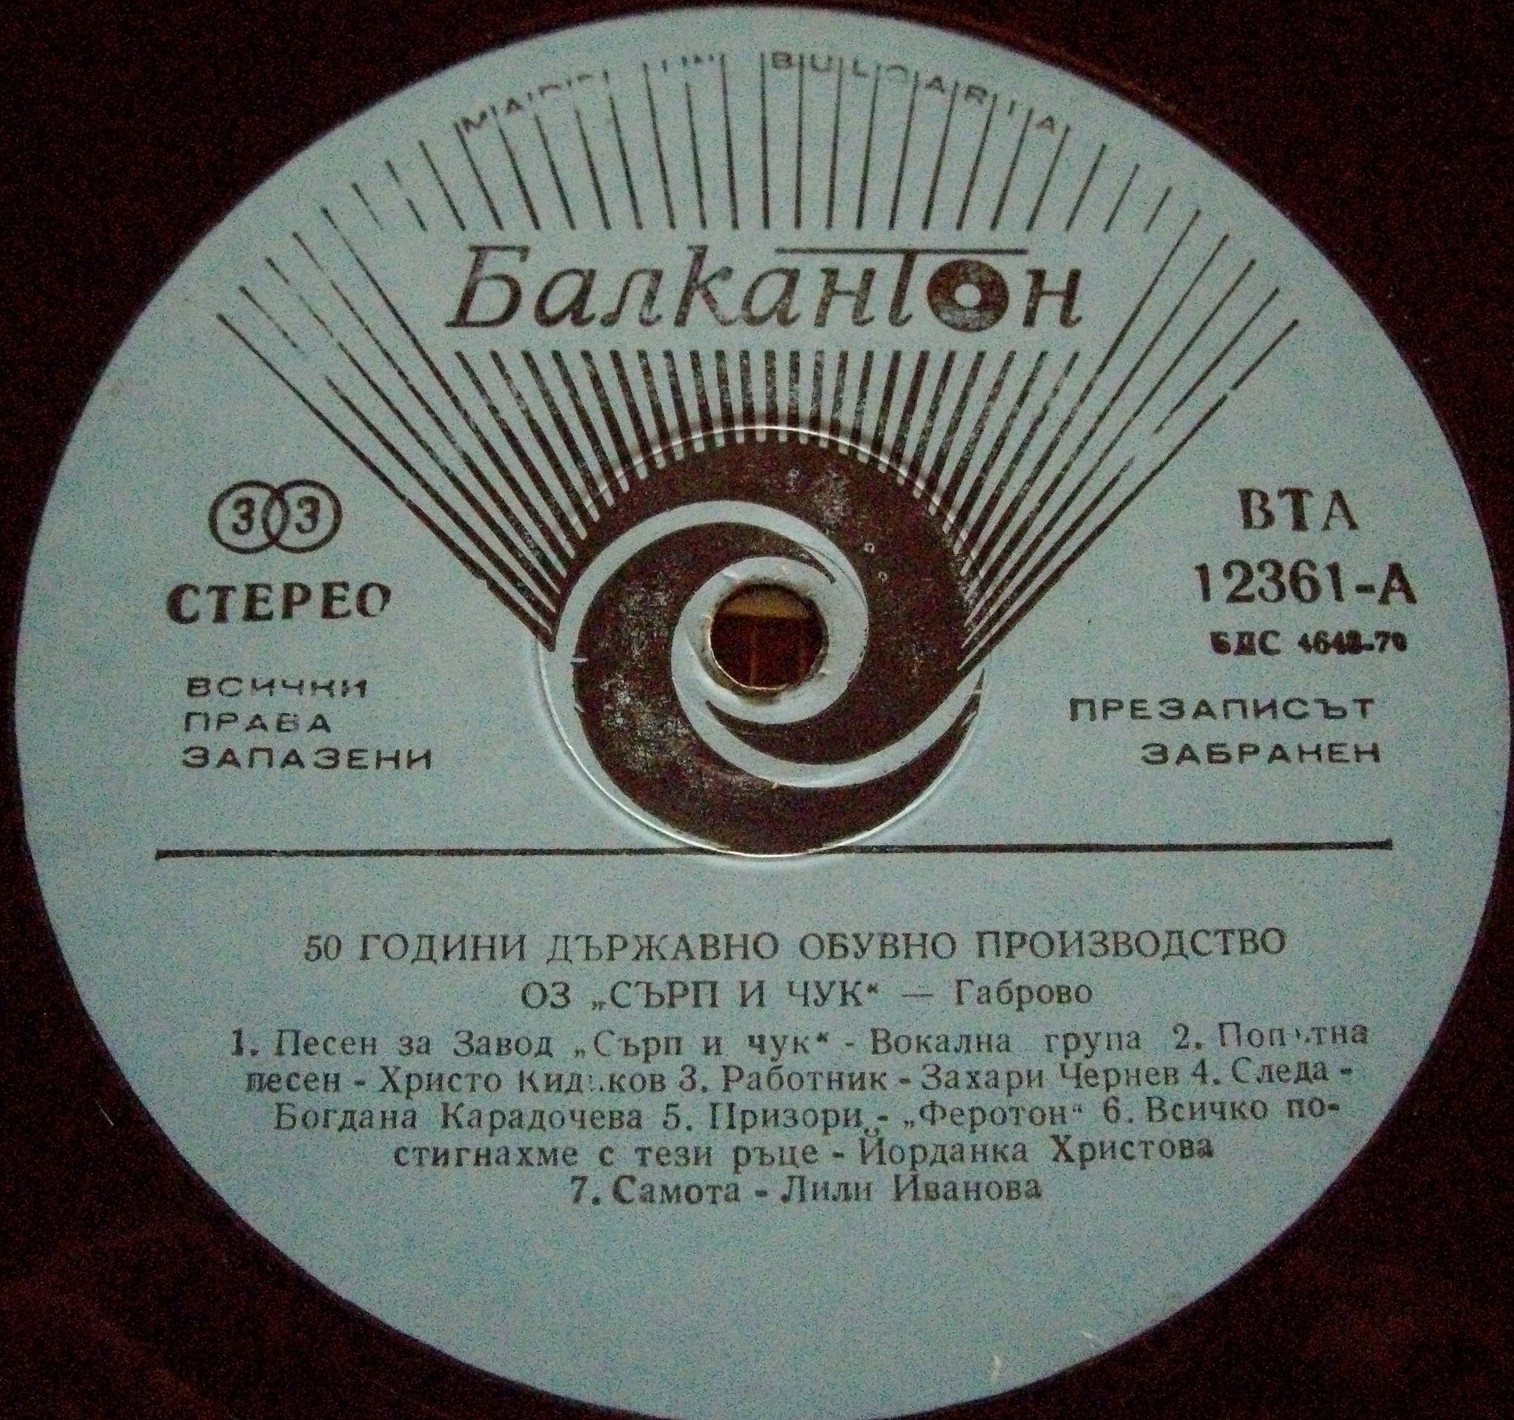 MADE IN BULGARIA
Балкантон
33
СТЕРЕО
ВСИЧКИ
ПРАВА
ЗАПАЗЕНИ
ВТА
12361-А
БДС 4648-70
ПРЕЗАПИСЪТ
ЗАБРАНЕН
50 ГОДИНИ ДЪРЖАВНО ОБУВНО ПРОИЗВОДСТВО
ОЗ „СЪРП И ЧУК“ — Габрово
1. Песен за Завод „Сърп и чук“ - Вокална група 2. Попътна
песен - Христо Кидиков 3. Работник - Захари Чернев 4. Следа -
Богдана Карадочева 5. Призори - „Феротон“ 6. Всичко по-
стигнахме с тези ръце - Йорданка Христова
7. Самота - Лили Иванова